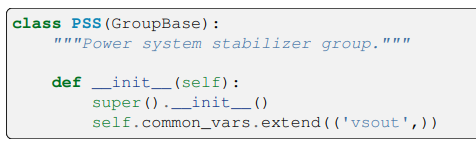 class PSS(GroupBase):
    """Power system stabilizer group."""
    def __init__(self):
        super().__init__()
        self.common_vars.extend(('vsout',))